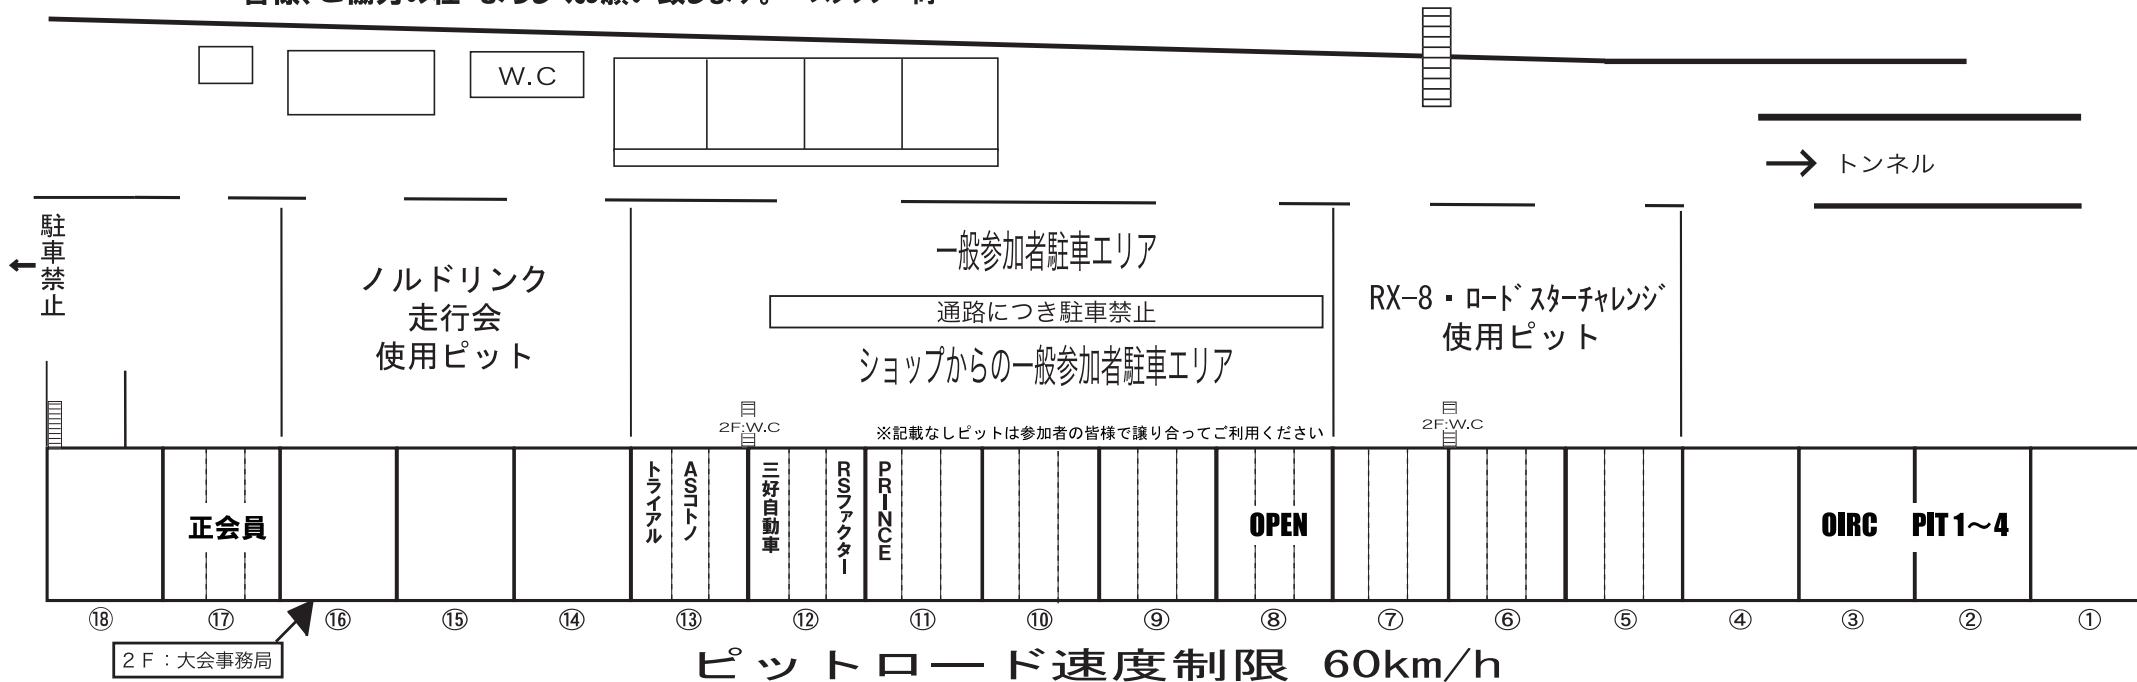 W.C
トンネル
駐車禁止
一般参加者駐車エリア
ノルドリンク
走行会
使用ピット
通路につき駐車禁止
RX-8・ロードスターチャレンジ
使用ピット
ショップからの一般参加者駐車エリア
2F:W.C
※記載なしピットは参加者の皆様で譲り合ってご利用ください
2F:W.C
正会員
トライアル
ASコトノ
三好自動車
RSファクター
PRINCE
OPEN
OIRC PIT 1~4
⑱ ⑰ ⑯ ⑮ ⑭ ⑬ ⑫ ⑪ ⑩ ⑨ ⑧ ⑦ ⑥ ⑤ ④ ③ ② ①
2F:大会事務局
ピットロード速度制限 60km/h